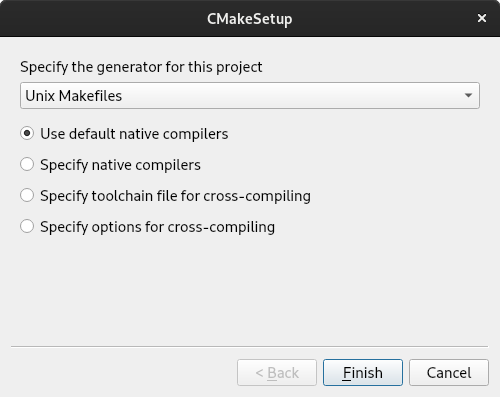 CMakeSetup
Specify the generator for this project
Unix Makefiles
Use default native compilers
Specify native compilers
Specify toolchain file for cross-compiling
Specify options for cross-compiling
< Back Finish Cancel